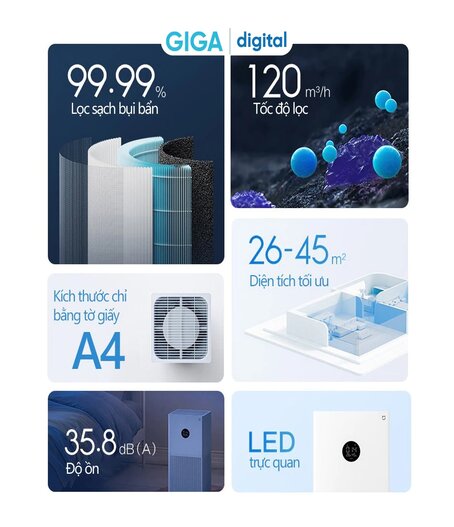 GIGA digital
99.99%
Lọc sạch bụi bẩn
120 m³/h
Tốc độ lọc
Kích thước chỉ
bằng tờ giấy
A4
26-45 m²
Diện tích tối ưu
35.8 dB(A)
Độ ồn
LED
trực quan